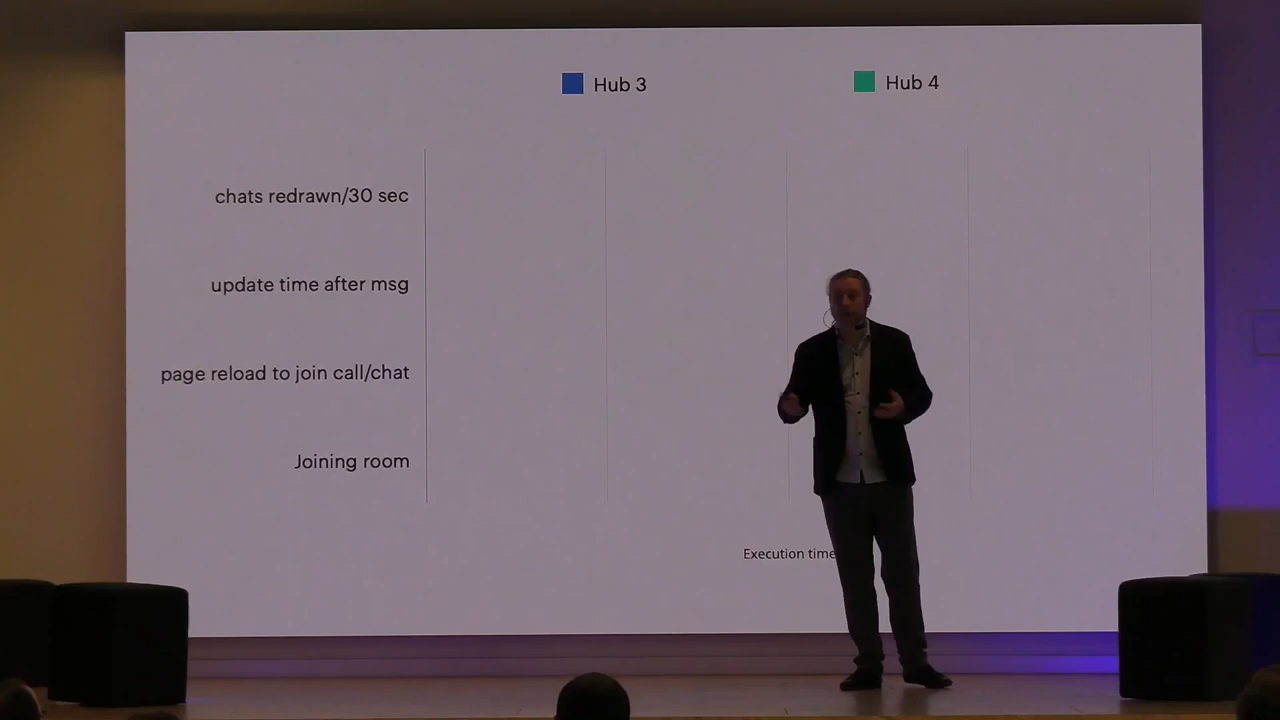 Hub 3
Hub 4
chats redrawn/30 sec
update time after msg
page reload to join call/chat
Joining room
Execution time